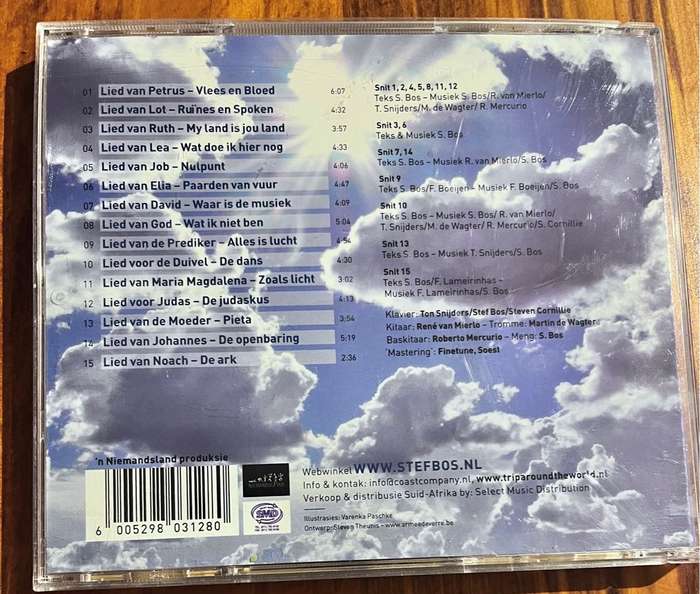 01 Lied van Petrus – Vlees en Bloed 6:07
02 Lied van Lot – Ruïnes en Spoken 4:32
03 Lied van Ruth – My land is jou land 3:57
04 Lied van Lea – Wat doe ik hier nog 4:33
05 Lied van Job – Nulpunt 4:06
06 Lied van Elia – Paarden van vuur 4:47
07 Lied van David – Waar is de musiek 4:09
08 Lied van God – Wat ik niet ben 5:04
09 Lied van de Prediker – Alles is lucht 4:54
10 Lied voor de Duivel – De dans 4:30
11 Lied van Maria Magdalena – Zoals licht 3:02
12 Lied voor Judas – De judaskus 4:13
13 Lied van de Moeder – Pieta 3:54
14 Lied van Johannes – De openbaring 5:19
15 Lied van Noach – De ark 2:36
Snit 1, 2, 4, 5, 8, 11, 12
Teks S. Bos – Musiek S. Bos/R. van Mierlo/
T. Snijders/M. de Wagter/ R. Mercurio
Snit 3, 6
Teks & Musiek S. Bos
Snit 7, 14
Teks S. Bos – Musiek R. van Mierlo/S. Bos
Snit 9
Teks S. Bos/F. Boeijen – Musiek F. Boeijen/S. Bos
Snit 10
Teks S. Bos – Musiek S. Bos/ R. van Mierlo/
T. Snijders/M. de Wagter/ R. Mercurio/S. Cornillie
Snit 13
Teks S. Bos – Musiek T. Snijders/S. Bos
Snit 15
Teks S. Bos/F. Lameirinhas –
Musiek F. Lameirinhas/S. Bos
Klavier: Ton Snijders/Stef Bos/Steven Cornillie
Kitaar: René van Mierlo – Tromme: Martin de Wagter
Baskitaar: Roberto Mercurio – Meng: S. Bos
'Mastering': Finetune, Soest
'n Niemandsland produksie
6 005298 031280
SMD
Webwinkel WWW.STEFBOS.NL
Info & kontak: info@coastcompany.nl, www.triparoundtheworld.nl
Verkoop & distribusie Suid-Afrika by: Select Music Distribution
Illustrasies: Varenka Paschke
Ontwerp: Steven Theunis – www.armeedeverre.be